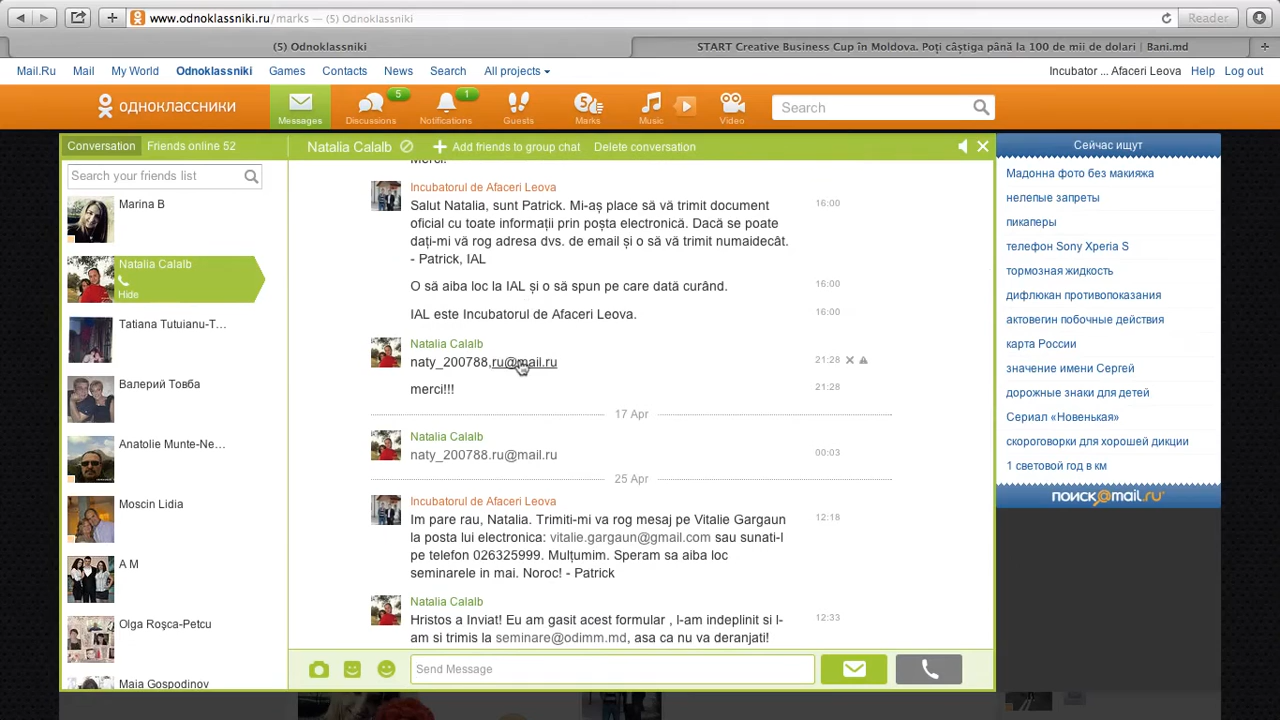 www.odnoklassniki.ru/marks — (5) Odnoklassniki
Reader
(5) Odnoklassniki
START Creative Business Cup în Moldova. Poți câștiga până la 100 de mii de dolari | Bani.md
Mail.Ru Mail My World Odnoklassniki Games Contacts News Search All projects
Incubator ... Afaceri Leova Help Log out
одноклассники
Messages
5
Discussions
1
Notifications
Guests
5
Marks
Music
Video
Search
Conversation Friends online 52
Search your friends list
Marina B
Natalia Calalb
Hide
Tatiana Tutuianu-T...
Валерий Товба
Anatolie Munte-Ne...
Moscin Lidia
A M
Olga Roșca-Petcu
Maia Gospodinov
Natalia Calalb
Add friends to group chat
Delete conversation
Merci!
Incubatorul de Afaceri Leova
Salut Natalia, sunt Patrick. Mi-aș place să vă trimit document 16:00
oficial cu toate informații prin poșta electronică. Dacă se poate
dați-mi vă rog adresa dvs. de email și o să vă trimit numaidecât.
- Patrick, IAL
O să aiba loc la IAL și o să spun pe care dată curând. 16:00
IAL este Incubatorul de Afaceri Leova. 16:00
Natalia Calalb
naty_200788,ru@mail.ru 21:28
merci!!! 21:28
17 Apr
Natalia Calalb
naty_200788.ru@mail.ru 00:03
25 Apr
Incubatorul de Afaceri Leova
Im pare rau, Natalia. Trimiti-mi va rog mesaj pe Vitalie Gargaun 12:18
la posta lui electronica: vitalie.gargaun@gmail.com sau sunati-l
pe telefon 026325999. Mulțumim. Speram sa aiba loc
seminarele in mai. Noroc! - Patrick
Natalia Calalb
Hristos a Inviat! Eu am gasit acest formular , l-am indeplinit si l- 12:33
am si trimis la seminare@odimm.md, asa ca nu va deranjati!
Send Message
Сейчас ищут
Мадонна фото без макияжа
нелепые запреты
пикаперы
телефон Sony Xperia S
тормозная жидкость
дифлюкан противопоказания
актовегин побочные действия
карта России
значение имени Сергей
дорожные знаки для детей
Сериал «Новенькая»
скороговорки для хорошей дикции
1 световой год в км
поиск@mail.ru